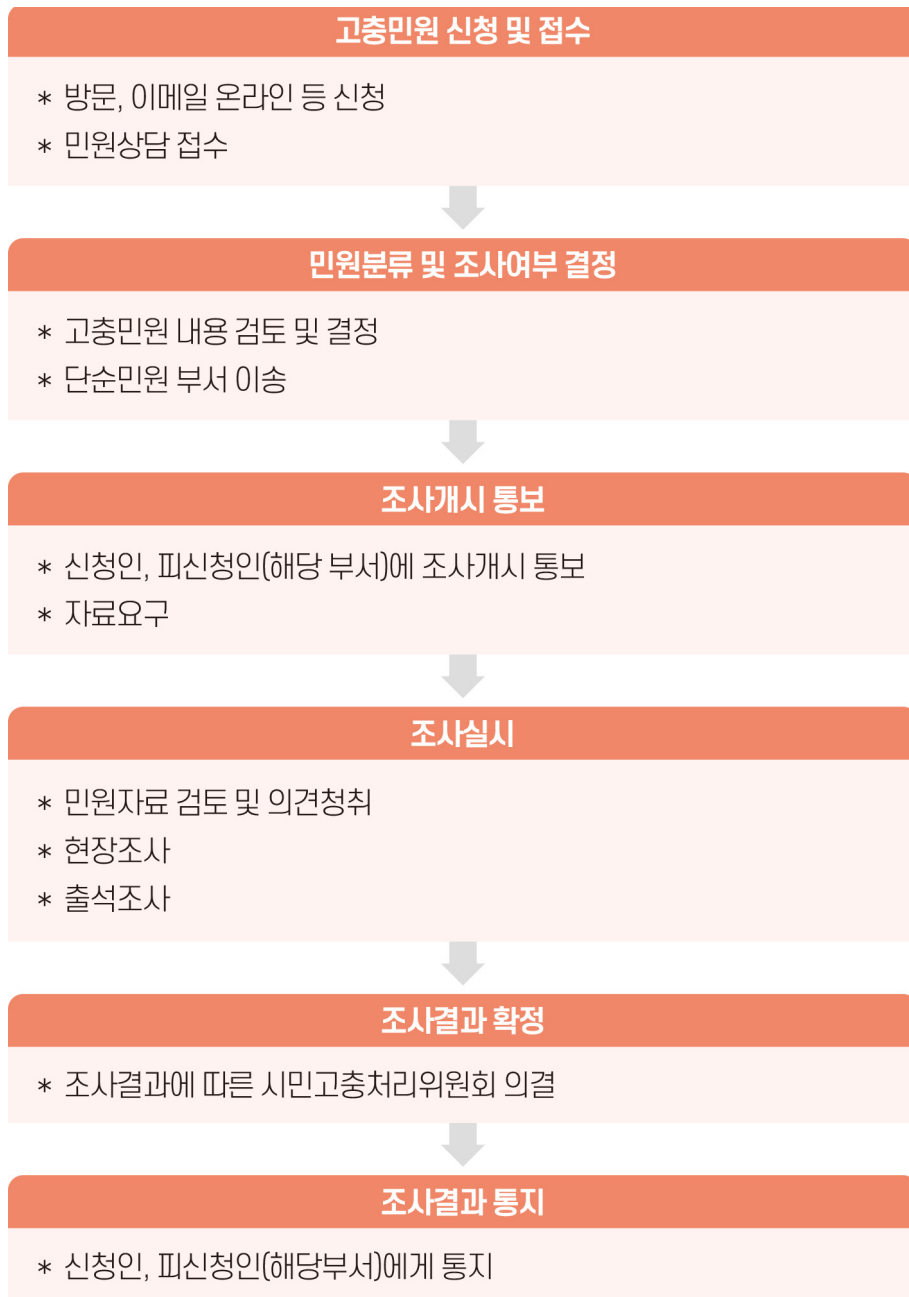 고충민원 신청 및 접수
* 방문, 이메일 온라인 등 신청
* 민원상담 접수
민원분류 및 조사여부 결정
* 고충민원 내용 검토 및 결정
* 단순민원 부서 이송
조사개시 통보
* 신청인, 피신청인(해당 부서)에 조사개시 통보
* 자료요구
조사실시
* 민원자료 검토 및 의견청취
* 현장조사
* 출석조사
조사결과 확정
* 조사결과에 따른 시민고충처리위원회 의결
조사결과 통지
* 신청인, 피신청인(해당부서)에게 통지